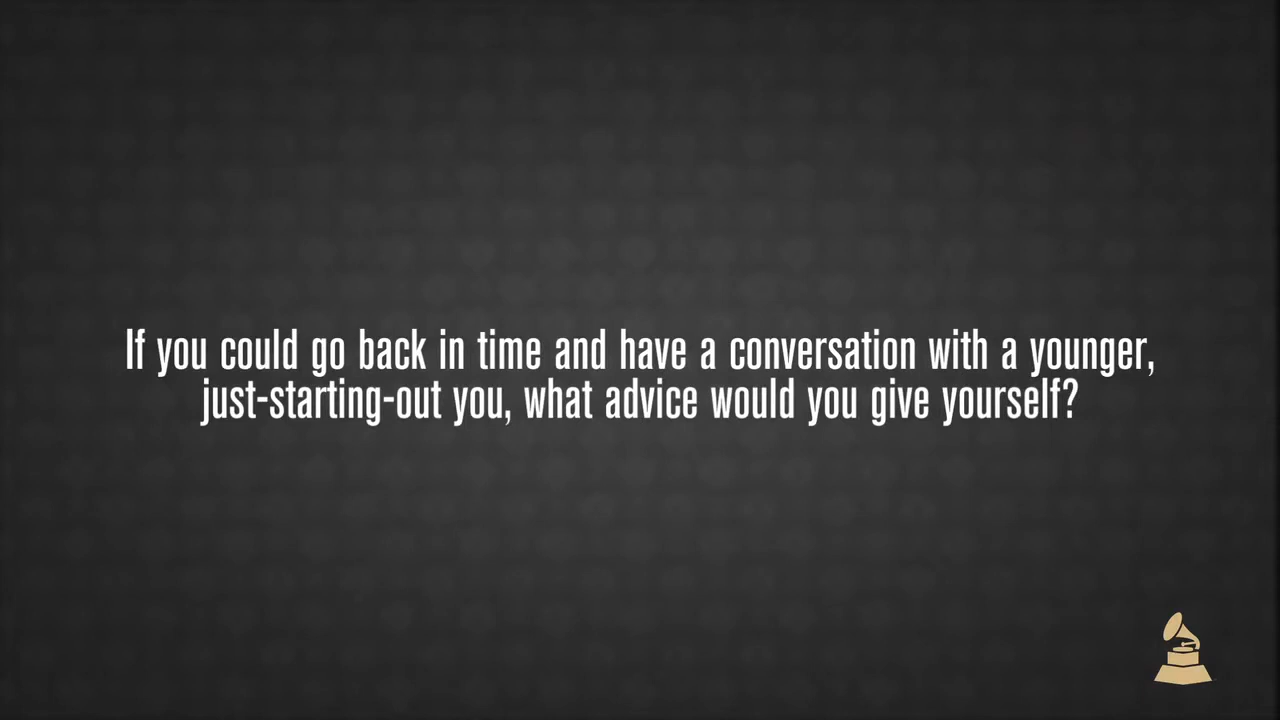 If you could go back in time and have a conversation with a younger,
just-starting-out you, what advice would you give yourself?